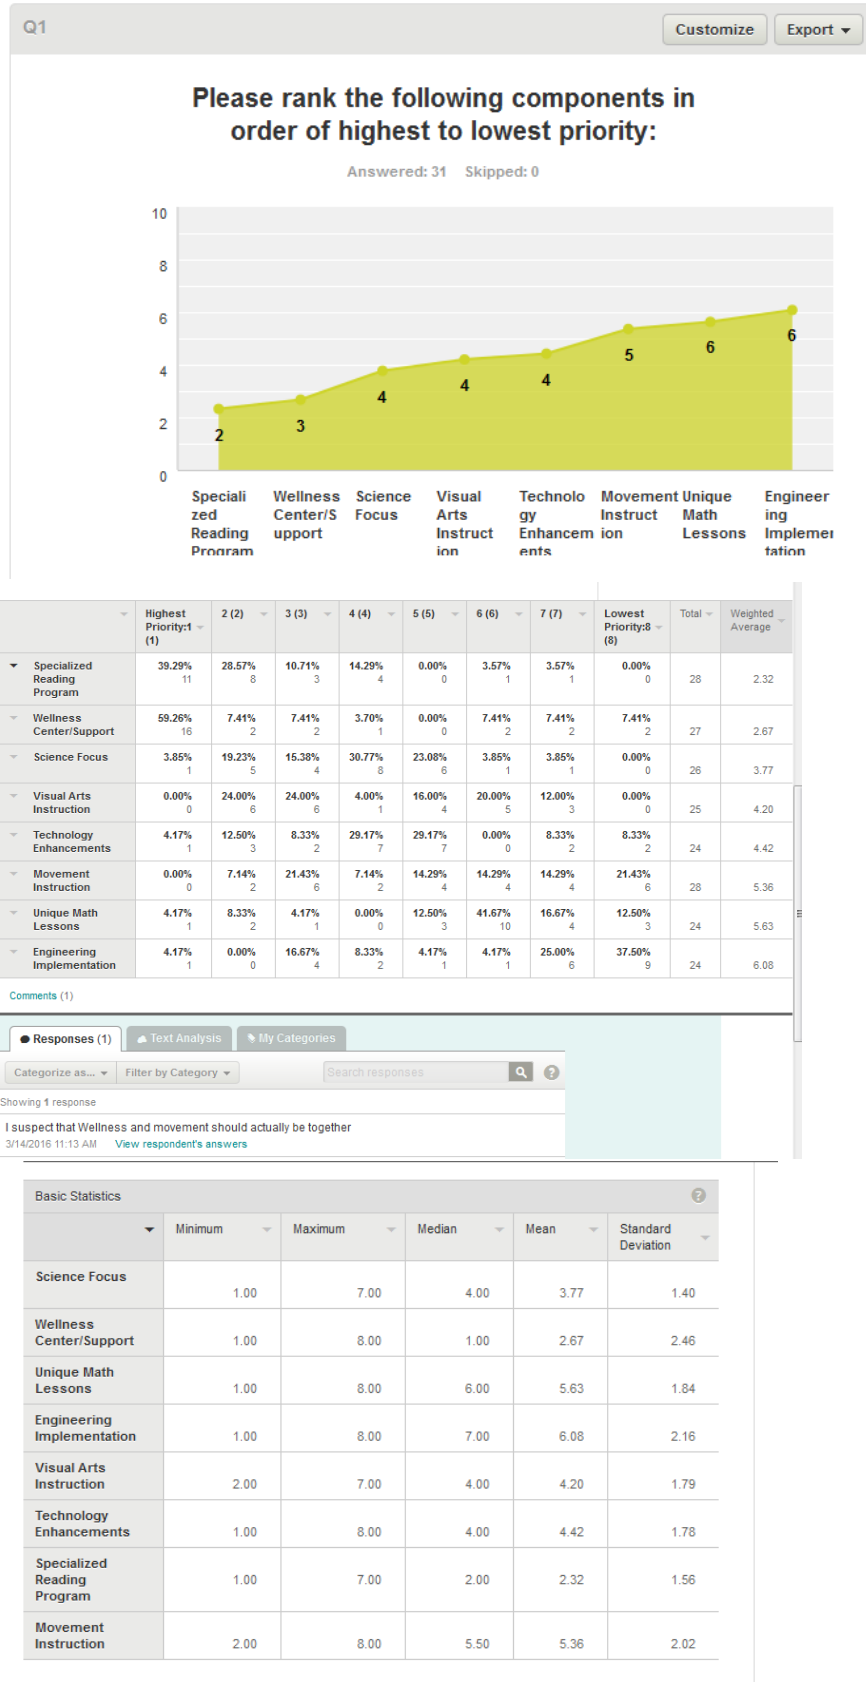 Q1
Customize
Export
Please rank the following components in
order of highest to lowest priority:
Answered: 31 Skipped: 0
10
8
6
4
2
0
2
3
4
4
4
5
6
6
Speciali
zed
Reading
Program
Wellness
Center/S
upport
Science
Focus
Visual
Arts
Instruct
ion
Technolo
gy
Enhancem
ents
Movement
Instruct
ion
Unique
Math
Lessons
Engineer
ing
Implemen
tation
Highest
Priority:1
(1)
2 (2)
3 (3)
4 (4)
5 (5)
6 (6)
7 (7)
Lowest
Priority:8
(8)
Total
Weighted
Average
Specialized
Reading
Program
39.29% 28.57% 10.71% 14.29% 0.00% 3.57% 3.57% 0.00%
11 8 3 4 0 1 1 0 28 2.32
Wellness
Center/Support
59.26% 7.41% 7.41% 3.70% 0.00% 7.41% 7.41% 7.41%
16 2 2 1 0 2 2 2 27 2.67
Science Focus
3.85% 19.23% 15.38% 30.77% 23.08% 3.85% 3.85% 0.00%
1 5 4 8 6 1 1 0 26 3.77
Visual Arts
Instruction
0.00% 24.00% 24.00% 4.00% 16.00% 20.00% 12.00% 0.00%
0 6 6 1 4 5 3 0 25 4.20
Technology
Enhancements
4.17% 12.50% 8.33% 29.17% 29.17% 0.00% 8.33% 8.33%
1 3 2 7 7 0 2 2 24 4.42
Movement
Instruction
0.00% 7.14% 21.43% 7.14% 14.29% 14.29% 14.29% 21.43%
0 2 6 2 4 4 4 6 28 5.36
Unique Math
Lessons
4.17% 8.33% 4.17% 0.00% 12.50% 41.67% 16.67% 12.50%
1 2 1 0 3 10 4 3 24 5.63
Engineering
Implementation
4.17% 0.00% 16.67% 8.33% 4.17% 4.17% 25.00% 37.50%
1 0 4 2 1 1 6 9 24 6.08
Comments (1)
Responses (1)
Text Analysis
My Categories
Categorize as...
Filter by Category
Search responses
?
Showing 1 response
I suspect that Wellness and movement should actually be together
3/14/2016 11:13 AM View respondent's answers
Basic Statistics
?
Minimum
Maximum
Median
Mean
Standard
Deviation
Science Focus
1.00 7.00 4.00 3.77 1.40
Wellness
Center/Support
1.00 8.00 1.00 2.67 2.46
Unique Math
Lessons
1.00 8.00 6.00 5.63 1.84
Engineering
Implementation
1.00 8.00 7.00 6.08 2.16
Visual Arts
Instruction
2.00 7.00 4.00 4.20 1.79
Technology
Enhancements
1.00 8.00 4.00 4.42 1.78
Specialized
Reading
Program
1.00 7.00 2.00 2.32 1.56
Movement
Instruction
2.00 8.00 5.50 5.36 2.02